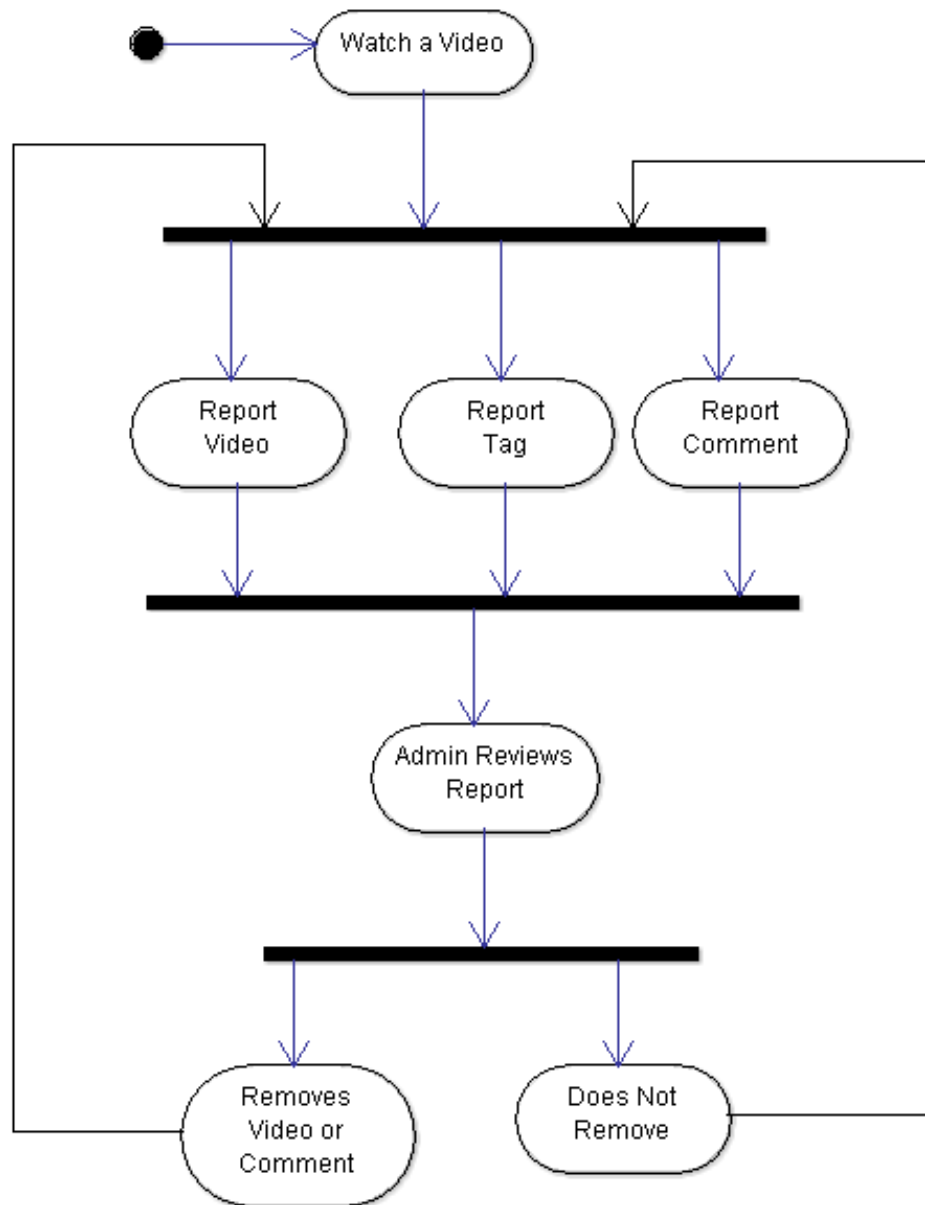 Watch a Video
Report
Video
Report
Tag
Report
Comment
Admin Reviews
Report
Removes
Video or
Comment
Does Not
Remove